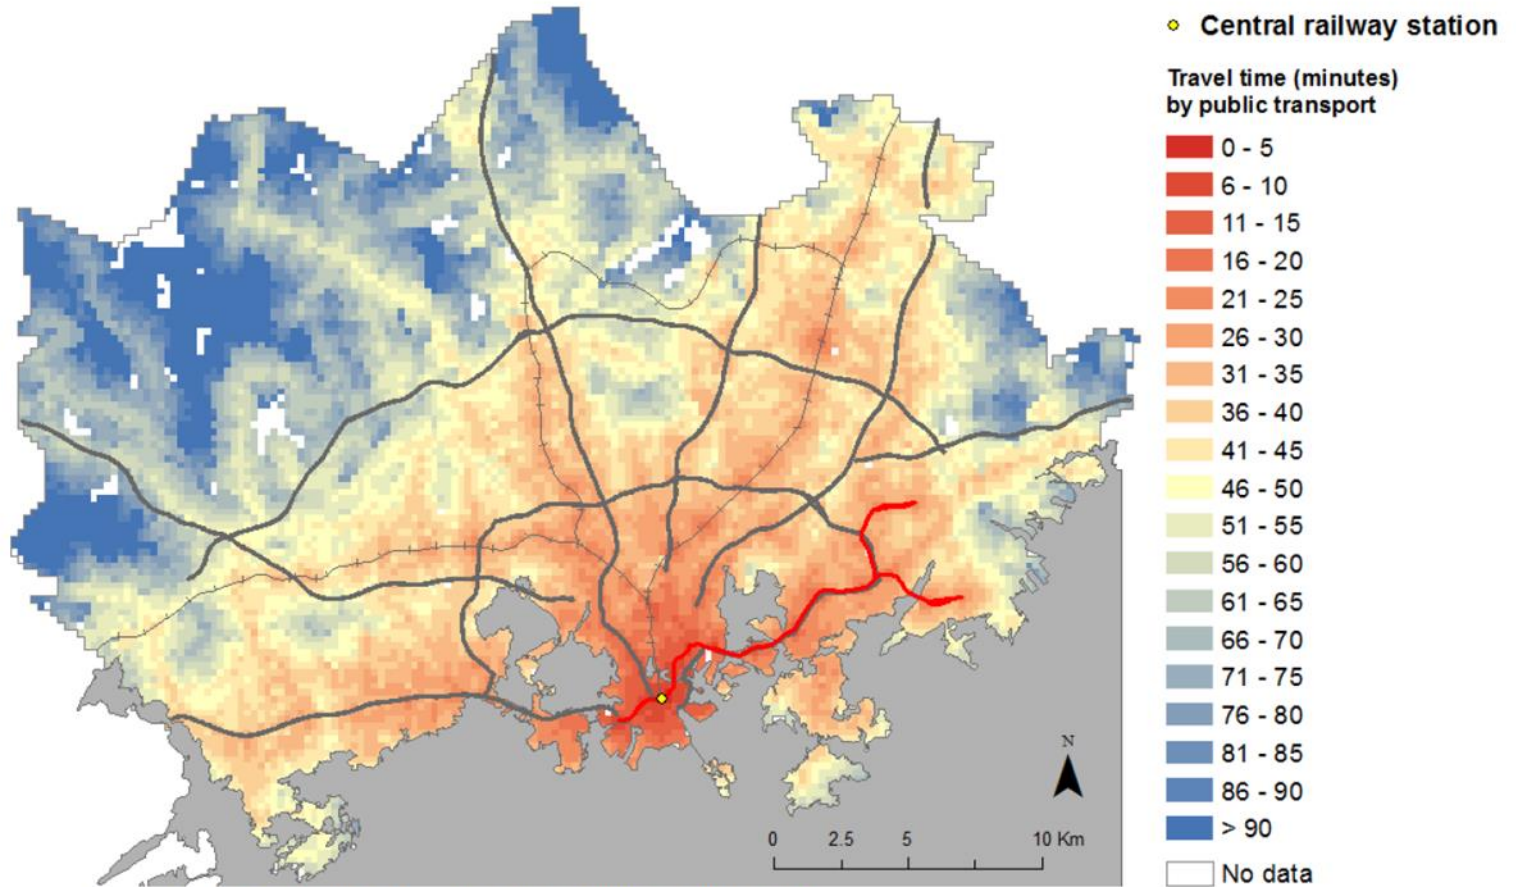 Central railway station
Travel time (minutes)
by public transport
0 - 5
6 - 10
11 - 15
16 - 20
21 - 25
26 - 30
31 - 35
36 - 40
41 - 45
46 - 50
51 - 55
56 - 60
61 - 65
66 - 70
71 - 75
76 - 80
81 - 85
86 - 90
> 90
No data
N
0 2.5 5 10 Km